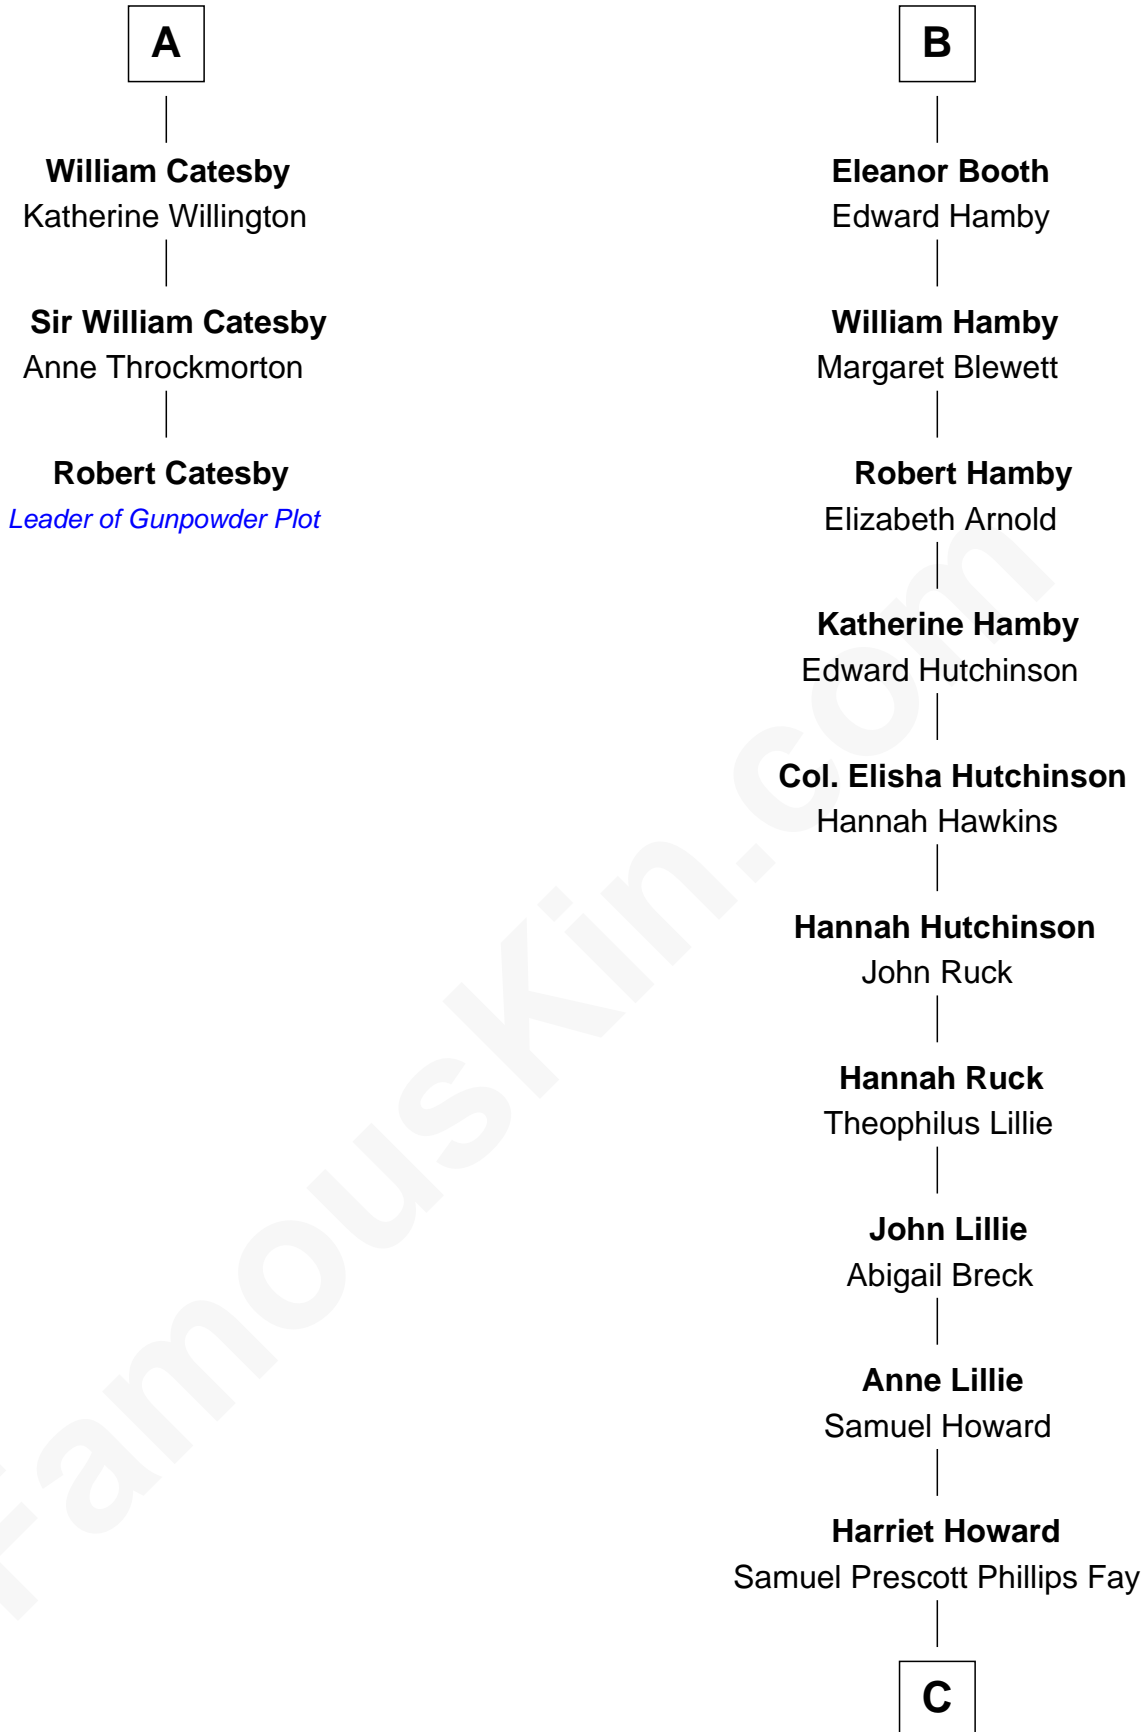 A
William Catesby
Katherine Willington
Sir William Catesby
Anne Throckmorton
Robert Catesby
Leader of Gunpowder Plot
B
Eleanor Booth
Edward Hamby
William Hamby
Margaret Blewett
Robert Hamby
Elizabeth Arnold
Katherine Hamby
Edward Hutchinson
Col. Elisha Hutchinson
Hannah Hawkins
Hannah Hutchinson
John Ruck
Hannah Ruck
Theophilus Lillie
John Lillie
Abigail Breck
Anne Lillie
Samuel Howard
Harriet Howard
Samuel Prescott Phillips Fay
C
FamousKin.com